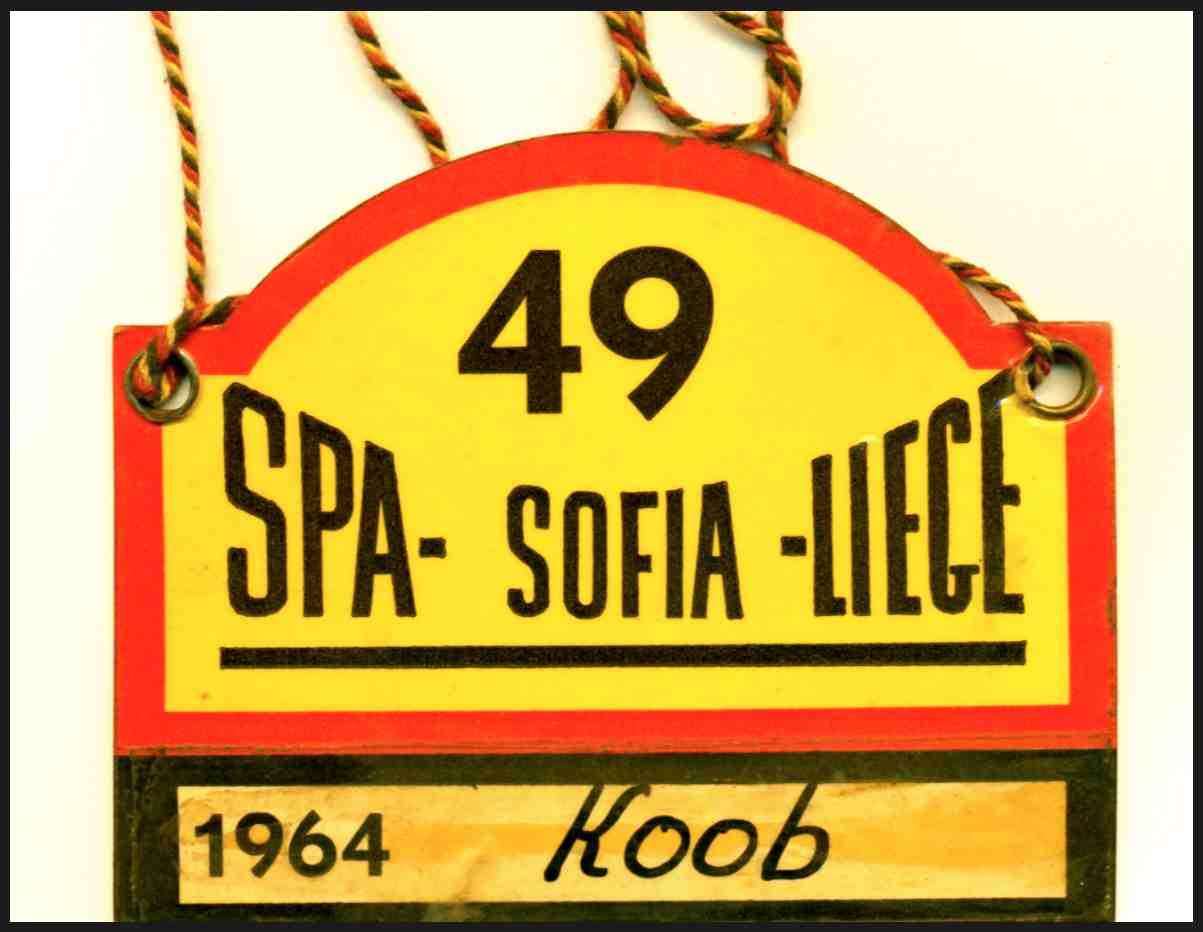 49
SPA- SOFIA -LIEGE
1964 Koob